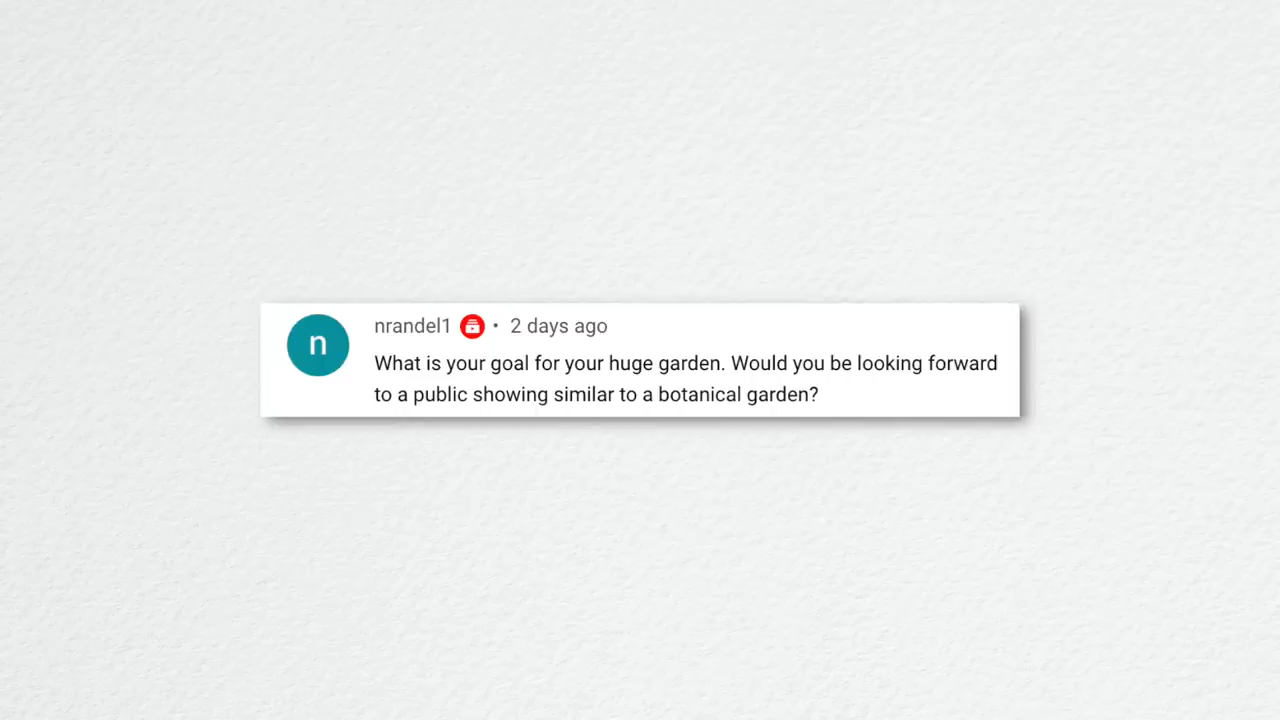 n
nrandel1 • 2 days ago
What is your goal for your huge garden. Would you be looking forward
to a public showing similar to a botanical garden?